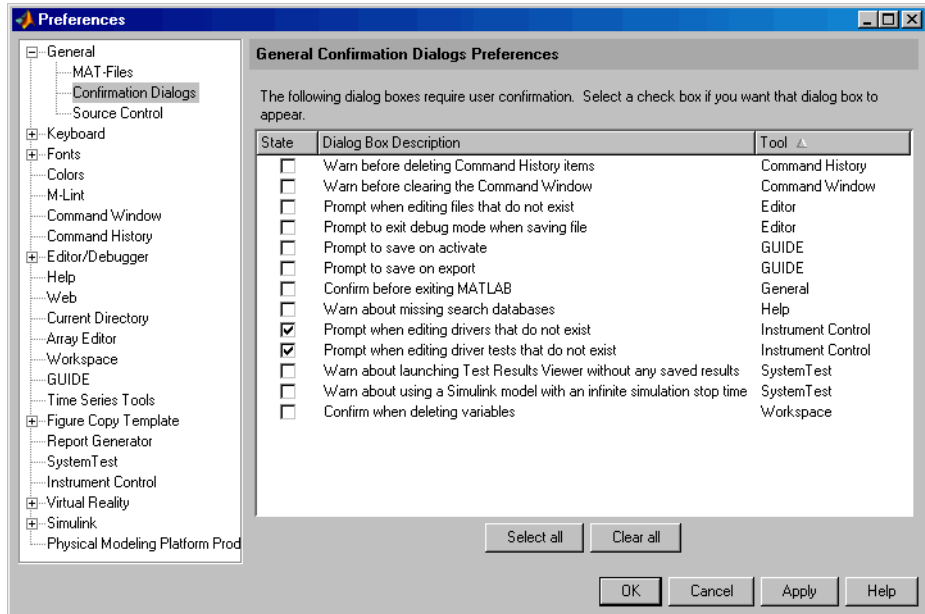 Preferences
General
MAT-Files
Confirmation Dialogs
Source Control
Keyboard
Fonts
Colors
M-Lint
Command Window
Command History
Editor/Debugger
Help
Web
Current Directory
Array Editor
Workspace
GUIDE
Time Series Tools
Figure Copy Template
Report Generator
SystemTest
Instrument Control
Virtual Reality
Simulink
Physical Modeling Platform Prod
General Confirmation Dialogs Preferences
The following dialog boxes require user confirmation. Select a check box if you want that dialog box to
appear.
State Dialog Box Description Tool
Warn before deleting Command History items Command History
Warn before clearing the Command Window Command Window
Prompt when editing files that do not exist Editor
Prompt to exit debug mode when saving file Editor
Prompt to save on activate GUIDE
Prompt to save on export GUIDE
Confirm before exiting MATLAB General
Warn about missing search databases Help
Prompt when editing drivers that do not exist Instrument Control
Prompt when editing driver tests that do not exist Instrument Control
Warn about launching Test Results Viewer without any saved results SystemTest
Warn about using a Simulink model with an infinite simulation stop time SystemTest
Confirm when deleting variables Workspace
Select all Clear all
OK Cancel Apply Help